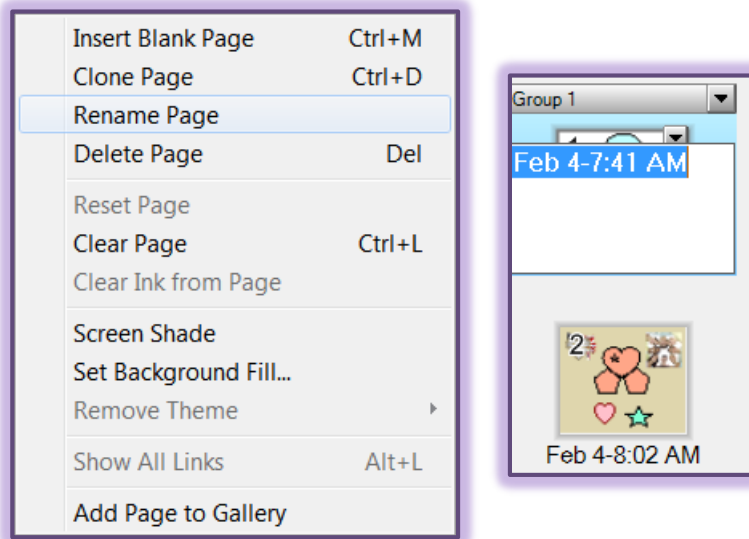 Insert Blank Page Ctrl+M
Clone Page Ctrl+D
Rename Page
Delete Page Del
Reset Page
Clear Page Ctrl+L
Clear Ink from Page
Screen Shade
Set Background Fill...
Remove Theme
Show All Links Alt+L
Add Page to Gallery
Group 1
Feb 4-7:41 AM
2
Feb 4-8:02 AM